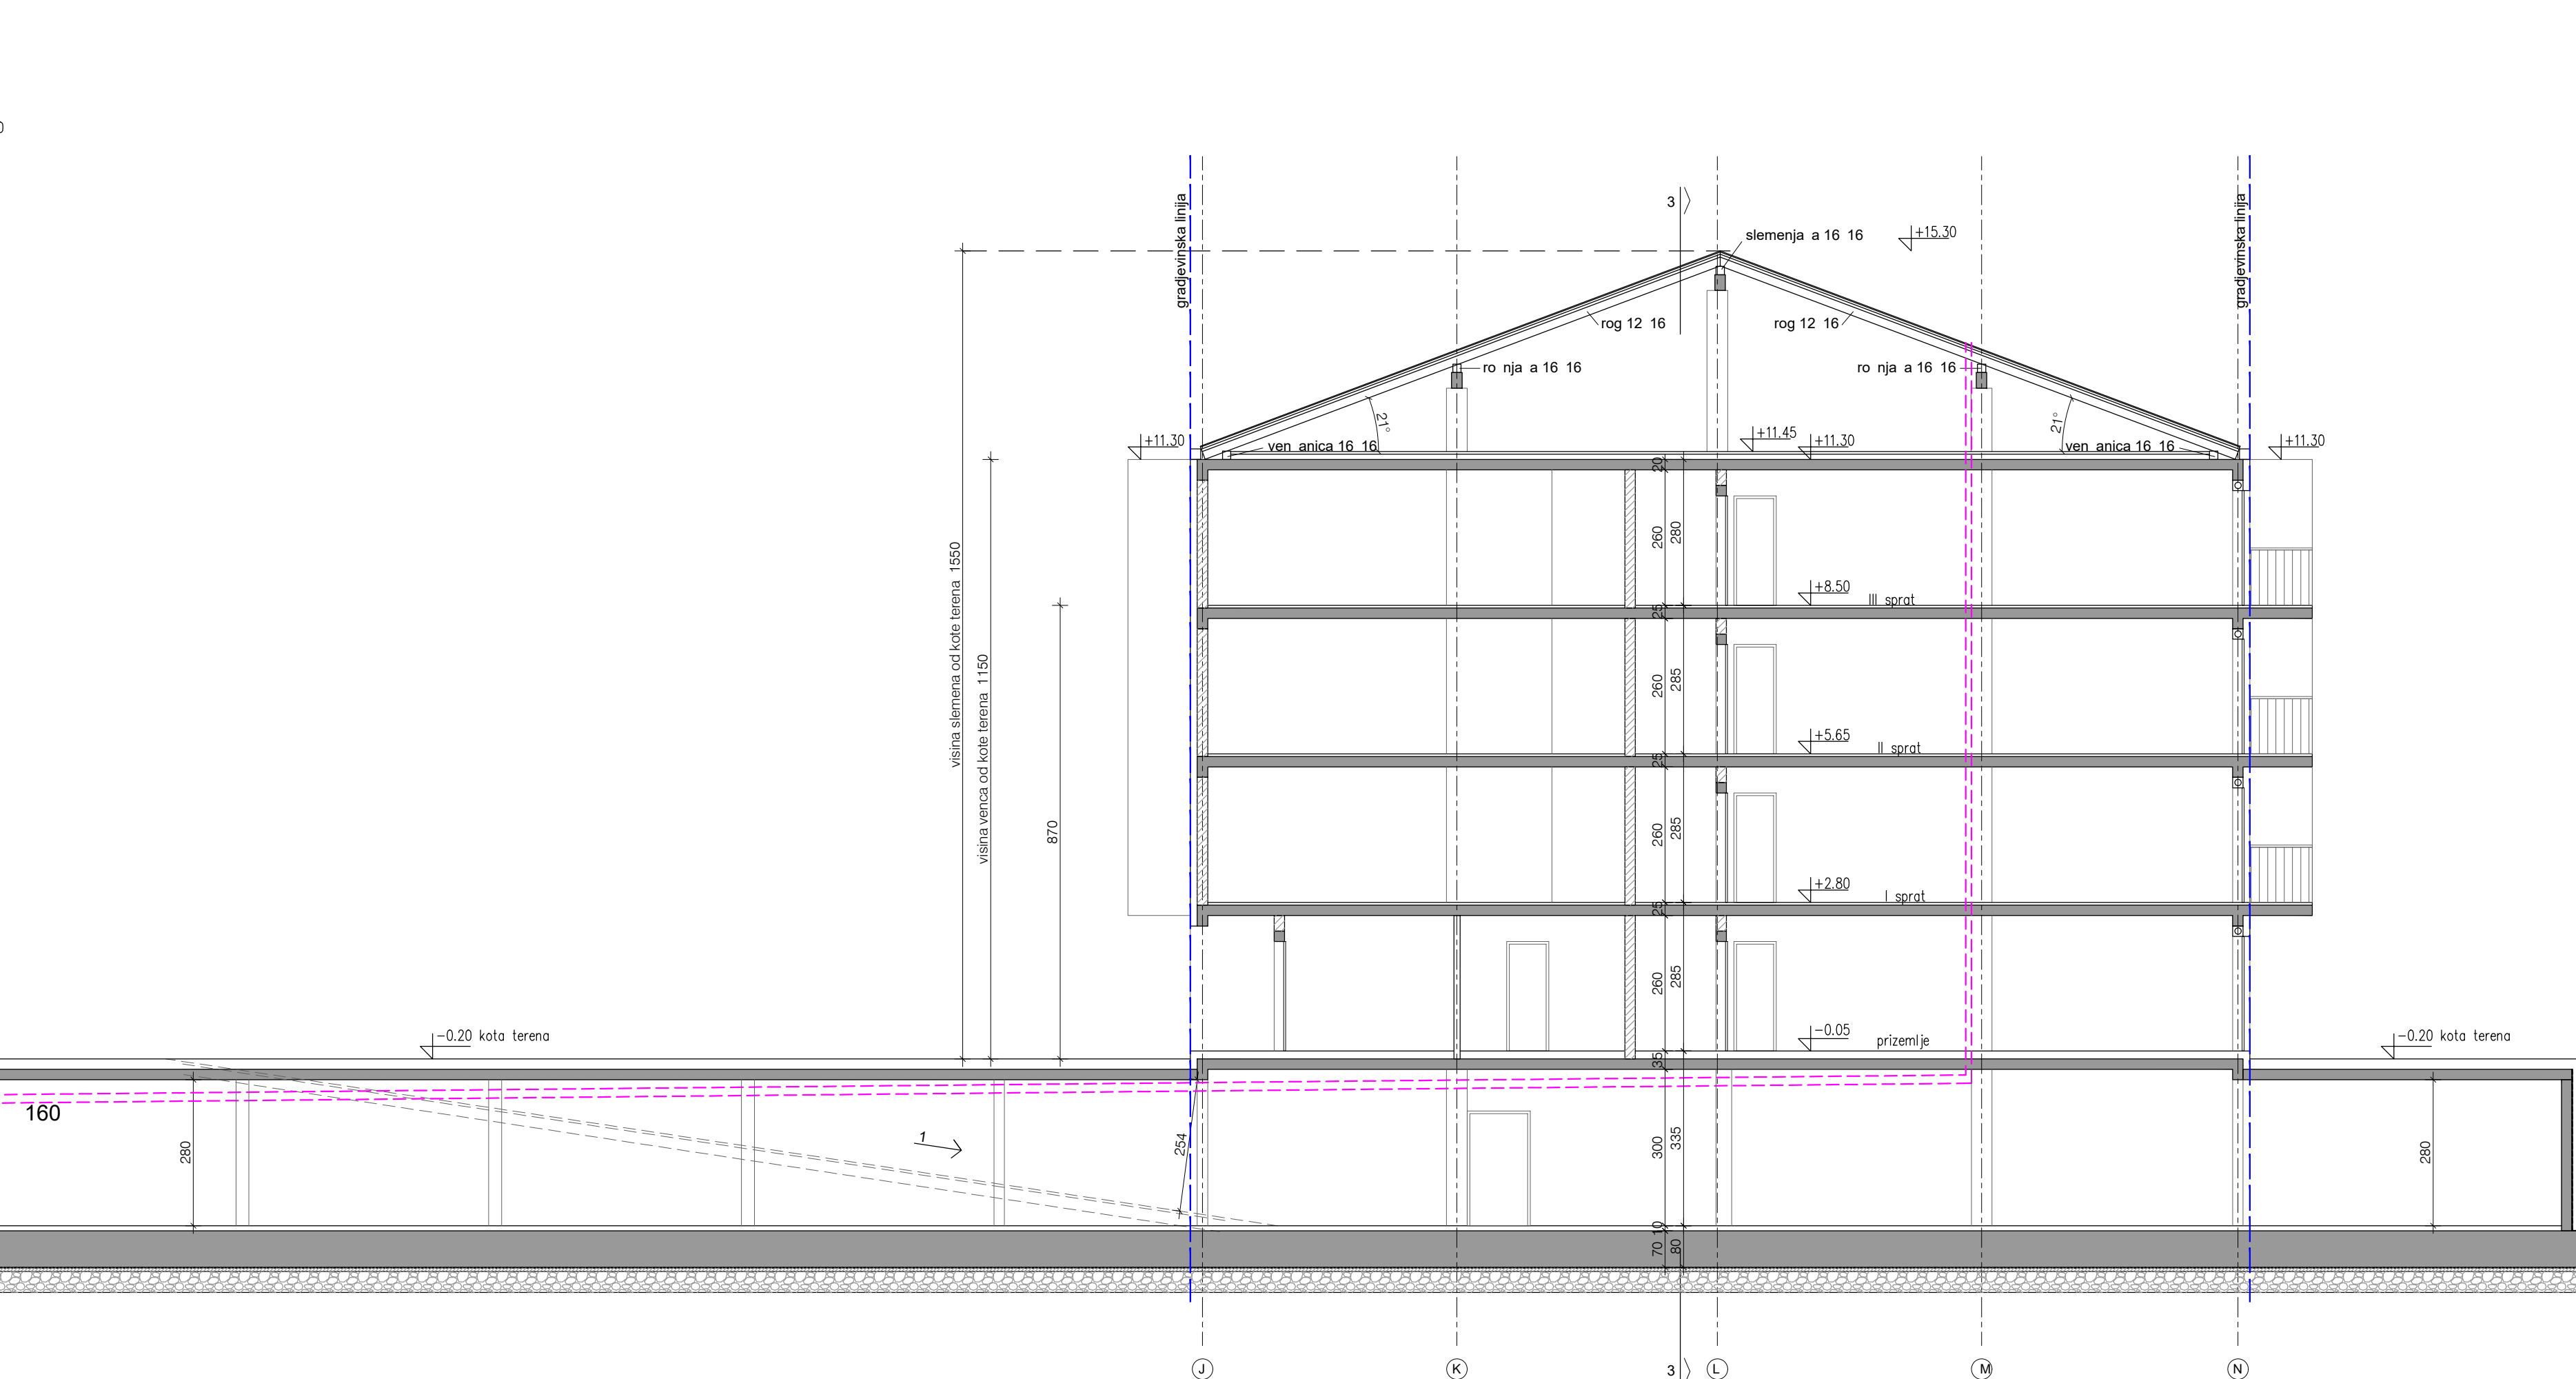 3
gradjevinska linija
gradjevinska linija
slemenja a 16 16
+15.30
rog 12 16
rog 12 16
ro nja a 16 16
ro nja a 16 16
21°
21°
+11.30
ven anica 16 16
+11.45
+11.30
ven anica 16 16
+11.30
20
260
280
visina slemena od kote terena 1550
visina venca od kote terena 1150
870
+8.50
III sprat
25
260
285
+5.65
II sprat
25
260
285
+2.80
I sprat
25
260
285
-0.20 kota terena
-0.05
prizemlje
-0.20 kota terena
35
160
280
1
254
300
335
280
10
70
80
3
J
K
L
M
N